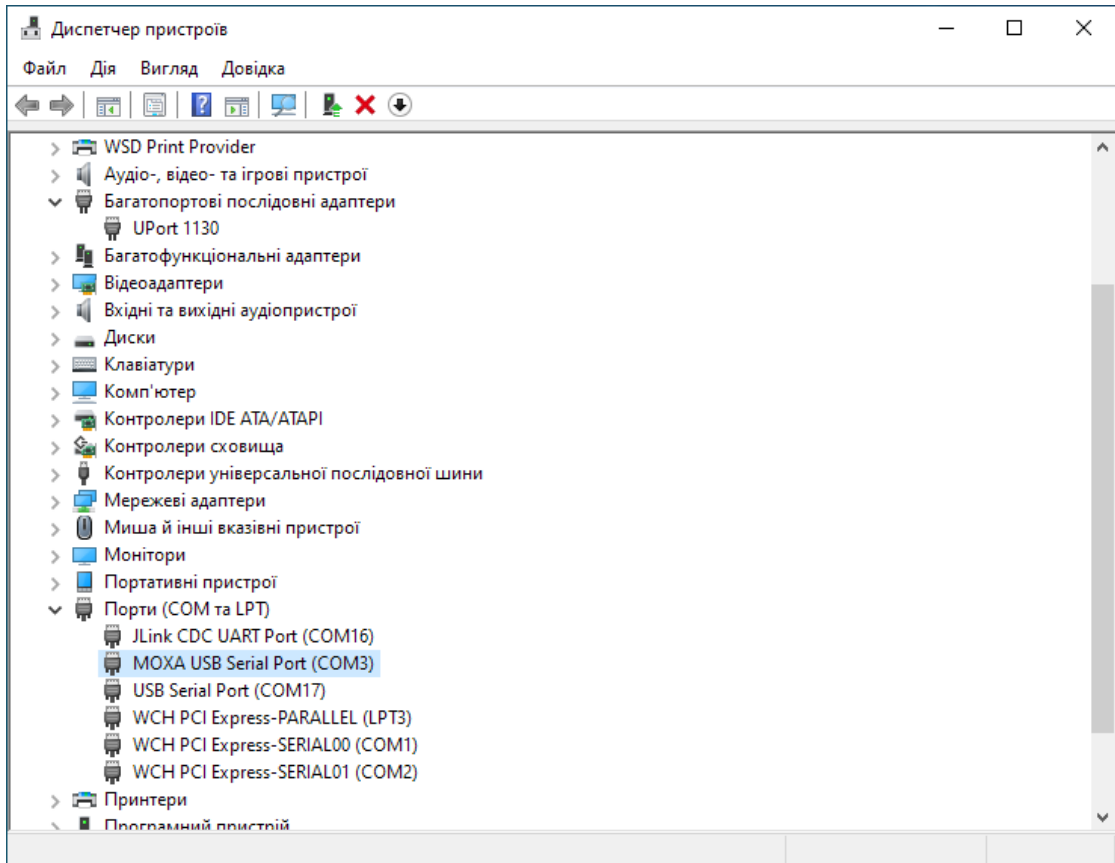 Диспетчер пристроїв
Файл Дія Вигляд Довідка
WSD Print Provider
Аудіо-, відео- та ігрові пристрої
Багатопортові послідовні адаптери
UPort 1130
Багатофункціональні адаптери
Відеоадаптери
Вхідні та вихідні аудіопристрої
Диски
Клавіатури
Комп'ютер
Контролери IDE ATA/ATAPI
Контролери сховища
Контролери універсальної послідовної шини
Мережеві адаптери
Миша й інші вказівні пристрої
Монітори
Портативні пристрої
Порти (COM та LPT)
JLink CDC UART Port (COM16)
MOXA USB Serial Port (COM3)
USB Serial Port (COM17)
WCH PCI Express-PARALLEL (LPT3)
WCH PCI Express-SERIAL00 (COM1)
WCH PCI Express-SERIAL01 (COM2)
Принтери
Програмний пристрій